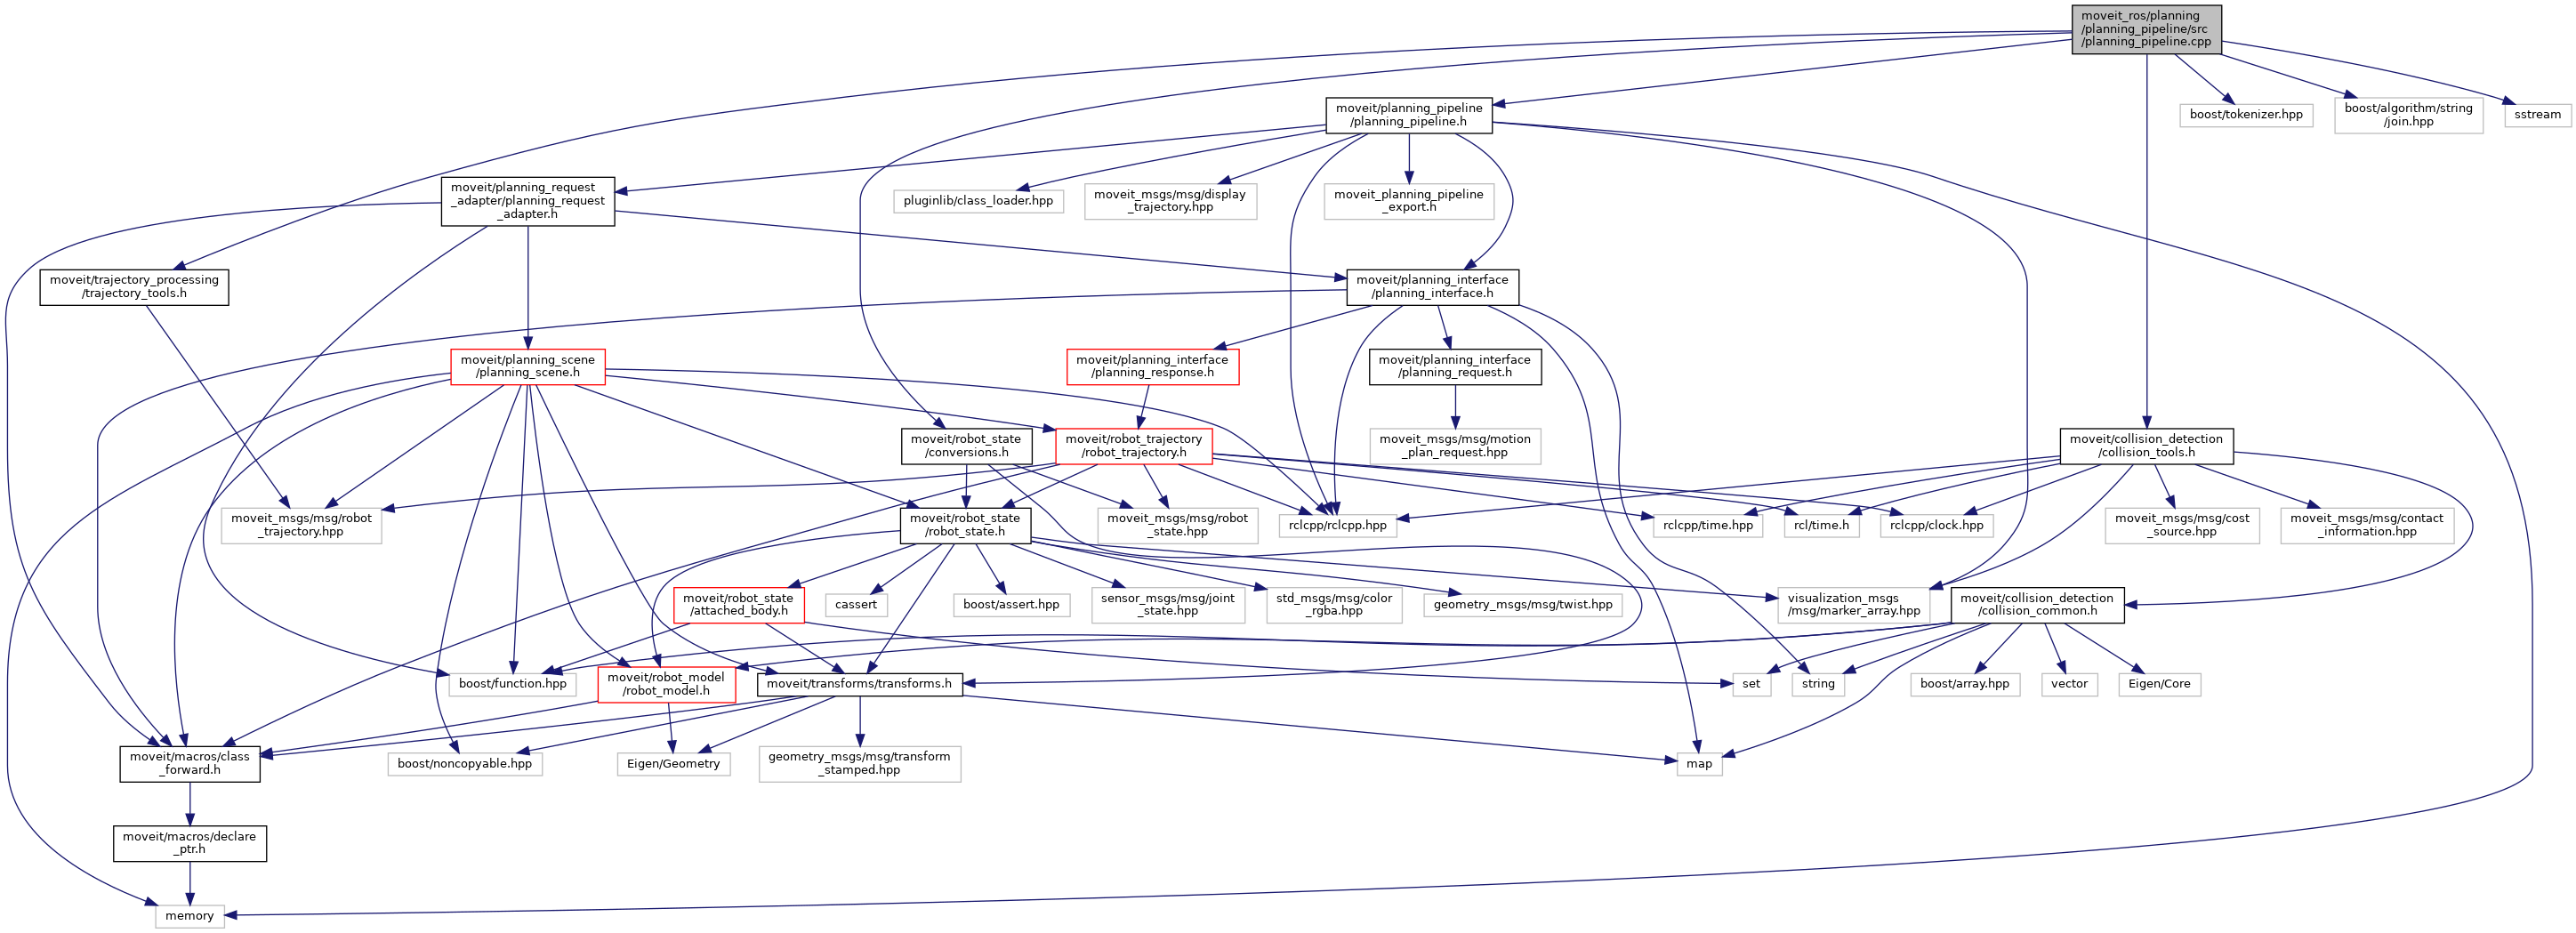 moveit_ros/planning
/planning_pipeline/src
/planning_pipeline.cpp
moveit/planning_pipeline
/planning_pipeline.h
boost/tokenizer.hpp
boost/algorithm/string
/join.hpp
sstream
moveit/planning_request
_adapter/planning_request
_adapter.h
pluginlib/class_loader.hpp
moveit_msgs/msg/display
_trajectory.hpp
moveit_planning_pipeline
_export.h
moveit/trajectory_processing
/trajectory_tools.h
moveit/planning_interface
/planning_interface.h
moveit/planning_scene
/planning_scene.h
moveit/planning_interface
/planning_response.h
moveit/planning_interface
/planning_request.h
moveit/robot_state
/conversions.h
moveit/robot_trajectory
/robot_trajectory.h
moveit_msgs/msg/motion
_plan_request.hpp
moveit/collision_detection
/collision_tools.h
moveit_msgs/msg/robot
_trajectory.hpp
moveit/robot_state
/robot_state.h
moveit_msgs/msg/robot
_state.hpp
rclcpp/rclcpp.hpp
rclcpp/time.hpp
rcl/time.h
rclcpp/clock.hpp
moveit_msgs/msg/cost
_source.hpp
moveit_msgs/msg/contact
_information.hpp
moveit/robot_state
/attached_body.h
cassert
boost/assert.hpp
sensor_msgs/msg/joint
_state.hpp
std_msgs/msg/color
_rgba.hpp
geometry_msgs/msg/twist.hpp
visualization_msgs
/msg/marker_array.hpp
moveit/collision_detection
/collision_common.h
boost/function.hpp
moveit/robot_model
/robot_model.h
moveit/transforms/transforms.h
set
string
boost/array.hpp
vector
Eigen/Core
moveit/macros/class
_forward.h
boost/noncopyable.hpp
Eigen/Geometry
geometry_msgs/msg/transform
_stamped.hpp
map
moveit/macros/declare
_ptr.h
memory